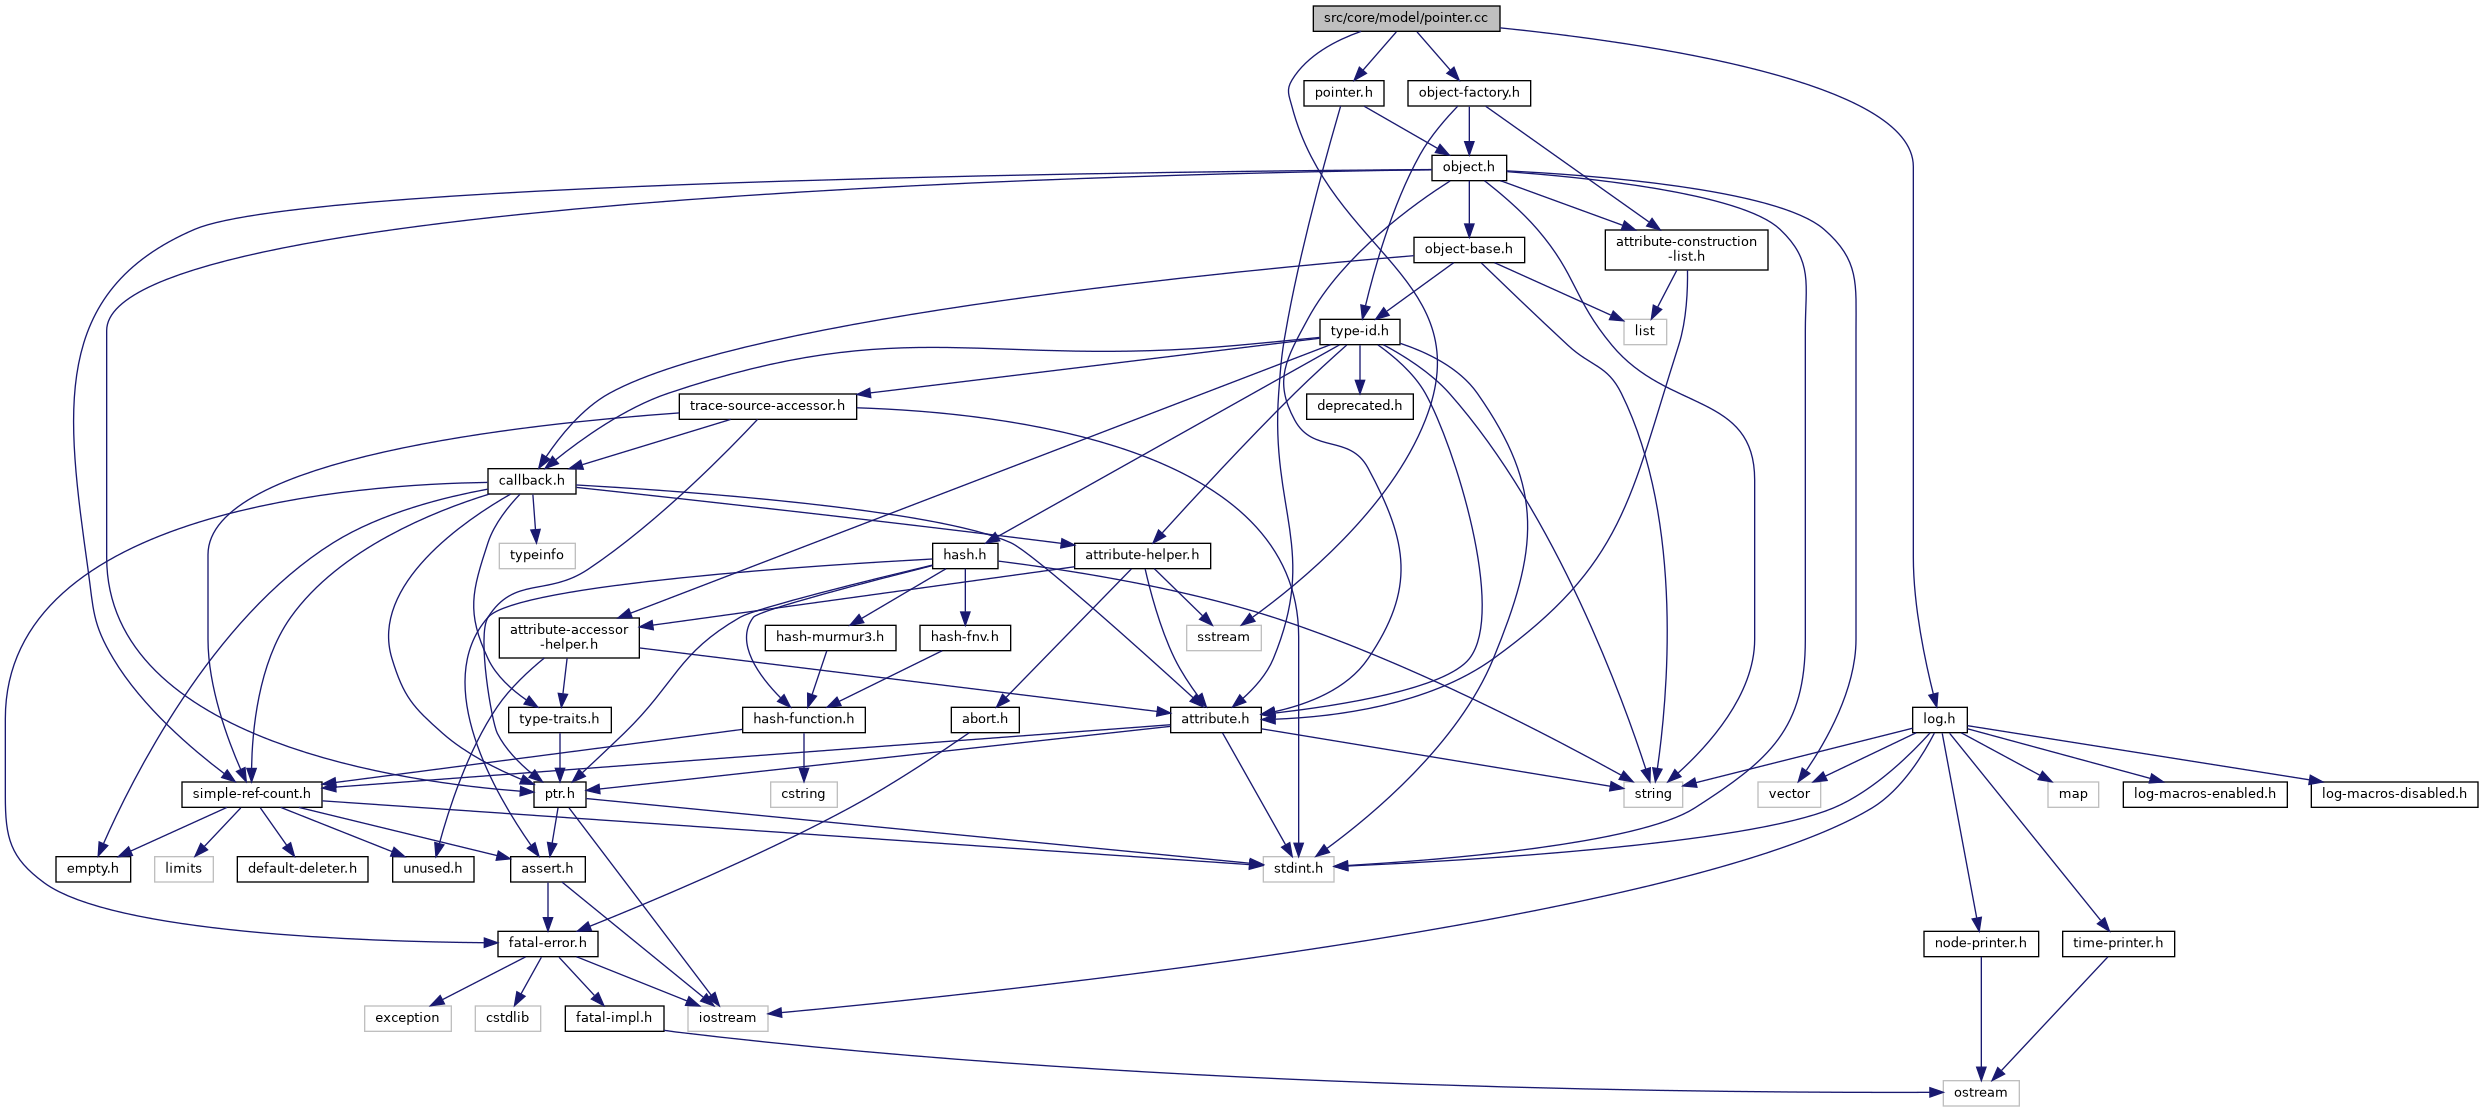 src/core/model/pointer.cc
pointer.h
object-factory.h
object.h
object-base.h
attribute-construction
-list.h
type-id.h
list
trace-source-accessor.h
deprecated.h
callback.h
typeinfo
hash.h
attribute-helper.h
attribute-accessor
-helper.h
hash-murmur3.h
hash-fnv.h
sstream
type-traits.h
hash-function.h
abort.h
attribute.h
log.h
simple-ref-count.h
ptr.h
cstring
string
vector
map
log-macros-enabled.h
log-macros-disabled.h
empty.h
limits
default-deleter.h
unused.h
assert.h
stdint.h
fatal-error.h
node-printer.h
time-printer.h
exception
cstdlib
fatal-impl.h
iostream
ostream